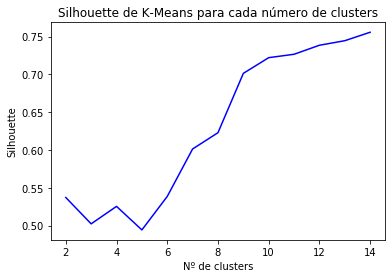 Silhouette de K-Means para cada número de clusters
Silhouette
0.75
0.70
0.65
0.60
0.55
0.50
2 4 6 8 10 12 14
Nº de clusters